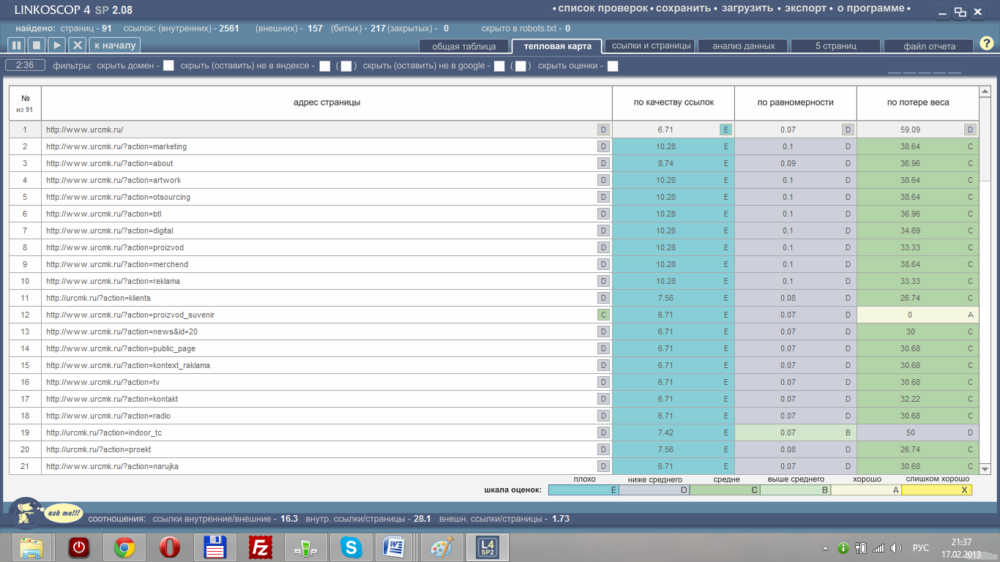 LINKOSCOP 4 SP 2.08
• список проверок • сохранить • загрузить • экспорт • о программе •
найдено: страниц - 91 ссылок: (внутренних) - 2561 (внешних) - 157 (битых) - 217 (закрытых) - 0 скрыто в robots.txt - 0
к началу
общая таблица тепловая карта ссылки и страницы анализ данных 5 страниц файл отчета ?
2:36 фильтры: скрыть домен - скрыть (оставить) не в яндексе - ( ) скрыть (оставить) не в google - ( ) скрыть оценки -
№ из 91 адрес страницы по качеству ссылок по равномерности по потере веса
1 http://www.urcmk.ru/ D 6.71 E 0.07 D 59.09 D
2 http://www.urcmk.ru/?action=marketing D 10.28 E 0.1 D 38.64 C
3 http://www.urcmk.ru/?action=about D 8.74 E 0.09 D 36.96 C
4 http://www.urcmk.ru/?action=artwork D 10.28 E 0.1 D 38.64 C
5 http://www.urcmk.ru/?action=otsourcing D 10.28 E 0.1 D 38.64 C
6 http://www.urcmk.ru/?action=btl D 10.28 E 0.1 D 36.96 C
7 http://www.urcmk.ru/?action=digital D 10.28 E 0.1 D 34.69 C
8 http://www.urcmk.ru/?action=proizvod D 10.28 E 0.1 D 33.33 C
9 http://www.urcmk.ru/?action=merchend D 10.28 E 0.1 D 38.64 C
10 http://www.urcmk.ru/?action=reklama D 10.28 E 0.1 D 33.33 C
11 http://urcmk.ru/?action=klients D 7.56 E 0.08 D 26.74 C
12 http://www.urcmk.ru/?action=proizvod_suvenir C 6.71 E 0.07 D 0 A
13 http://www.urcmk.ru/?action=news&id=20 D 6.71 E 0.07 D 30 C
14 http://www.urcmk.ru/?action=public_page D 6.71 E 0.07 D 30.68 C
15 http://www.urcmk.ru/?action=kontext_raklama D 6.71 E 0.07 D 30.68 C
16 http://www.urcmk.ru/?action=tv D 6.71 E 0.07 D 30.68 C
17 http://www.urcmk.ru/?action=kontakt D 6.71 E 0.07 D 32.22 C
18 http://www.urcmk.ru/?action=radio D 6.71 E 0.07 D 30.68 C
19 http://urcmk.ru/?action=indoor_tc D 7.42 E 0.07 B 50 D
20 http://urcmk.ru/?action=proekt D 7.56 E 0.08 D 26.74 C
21 http://www.urcmk.ru/?action=narujka D 6.71 E 0.07 D 30.68 C
плохо ниже среднего средне выше среднего хорошо слишком хорошо
шкала оценок: E D C B A X
ask me!!! соотношения: ссылки внутренние/внешние - 16.3 внутр. ссылки/страницы - 28.1 внешн. ссылки/страницы - 1.73
L4 SP2
РУС
21:37
17.02.2013